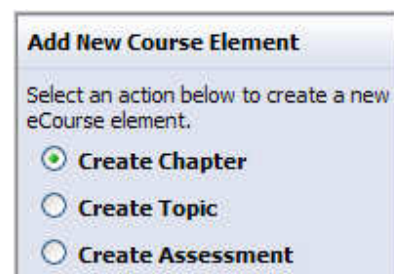 Add New Course Element
Select an action below to create a new
eCourse element.
Create Chapter
Create Topic
Create Assessment